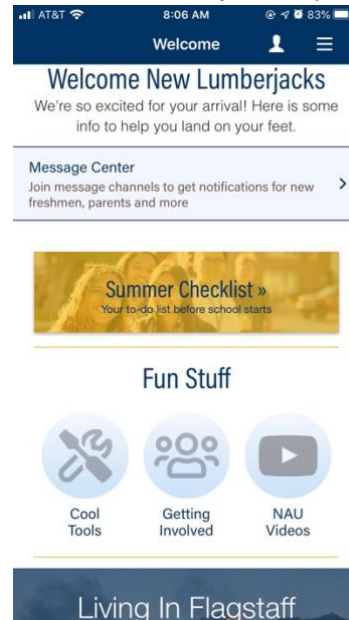 AT&T 8:06 AM 83%
Welcome
Welcome New Lumberjacks
We're so excited for your arrival! Here is some
info to help you land on your feet.
Message Center
Join message channels to get notifications for new
freshmen, parents and more
Summer Checklist »
Your to-do list before school starts
Fun Stuff
Cool
Tools
Getting
Involved
NAU
Videos
Living In Flagstaff